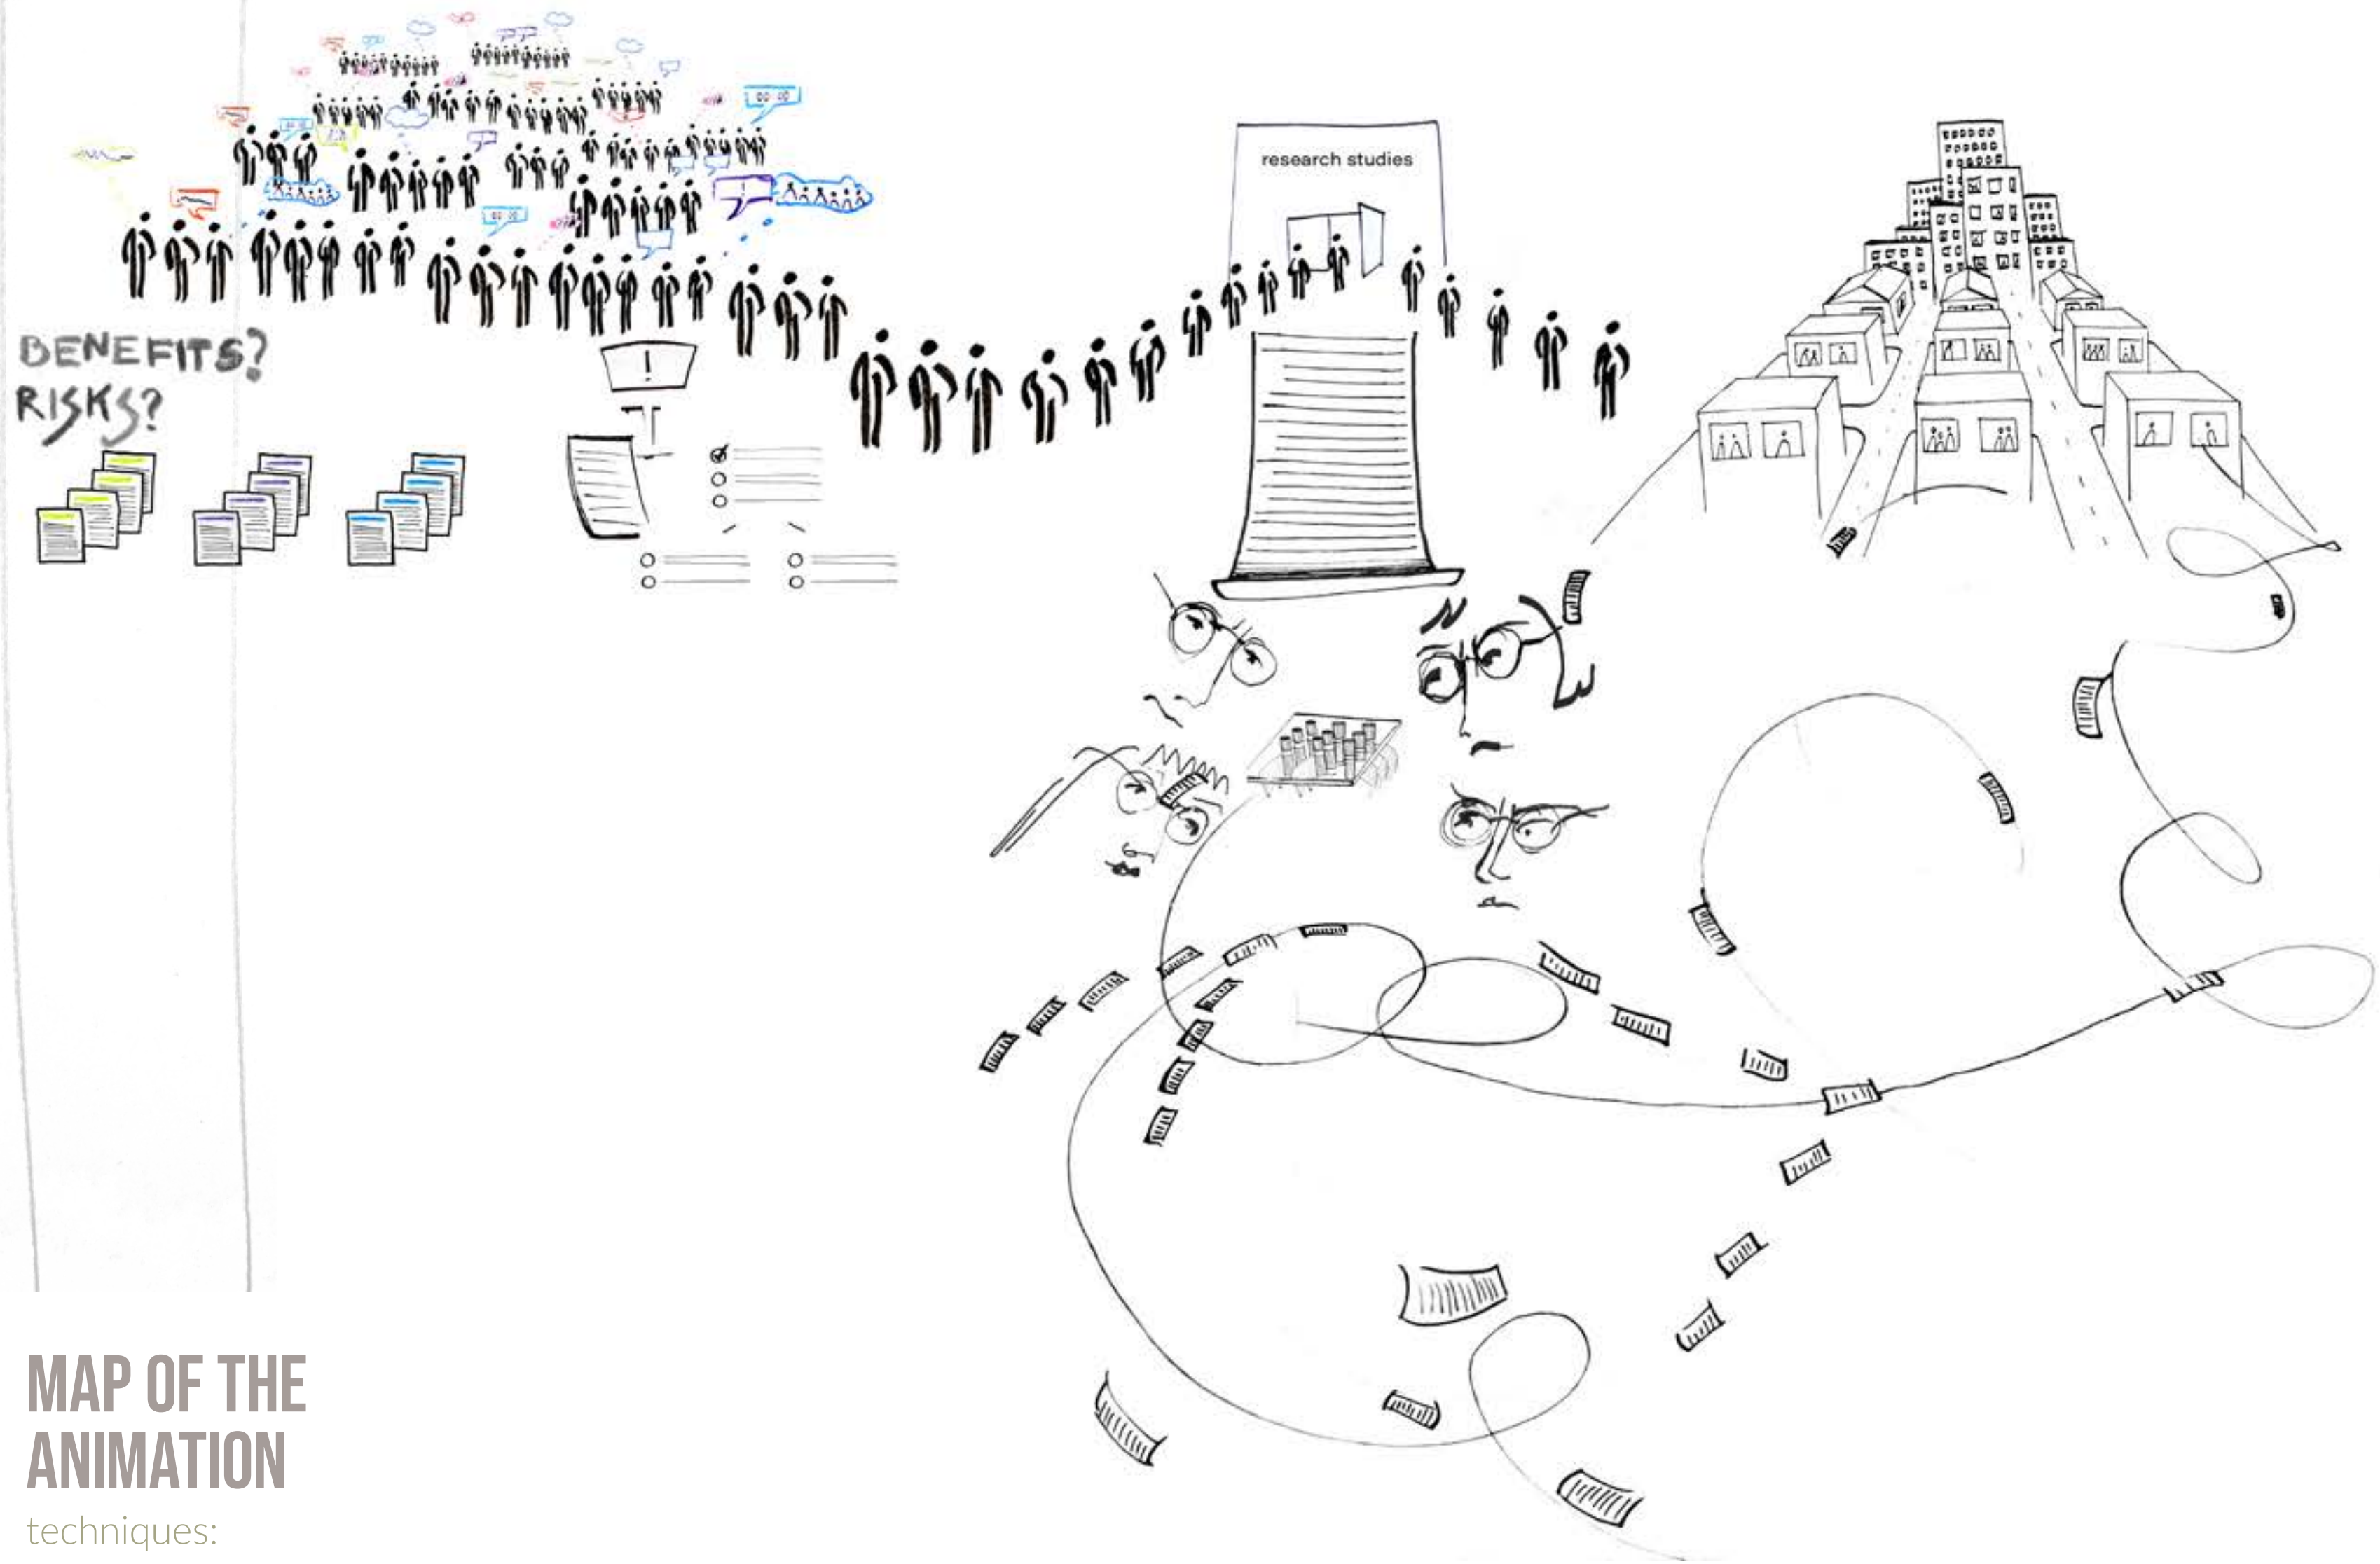 research studies
BENEFITS?
RISKS?
!
MAP OF THE
ANIMATION
techniques: